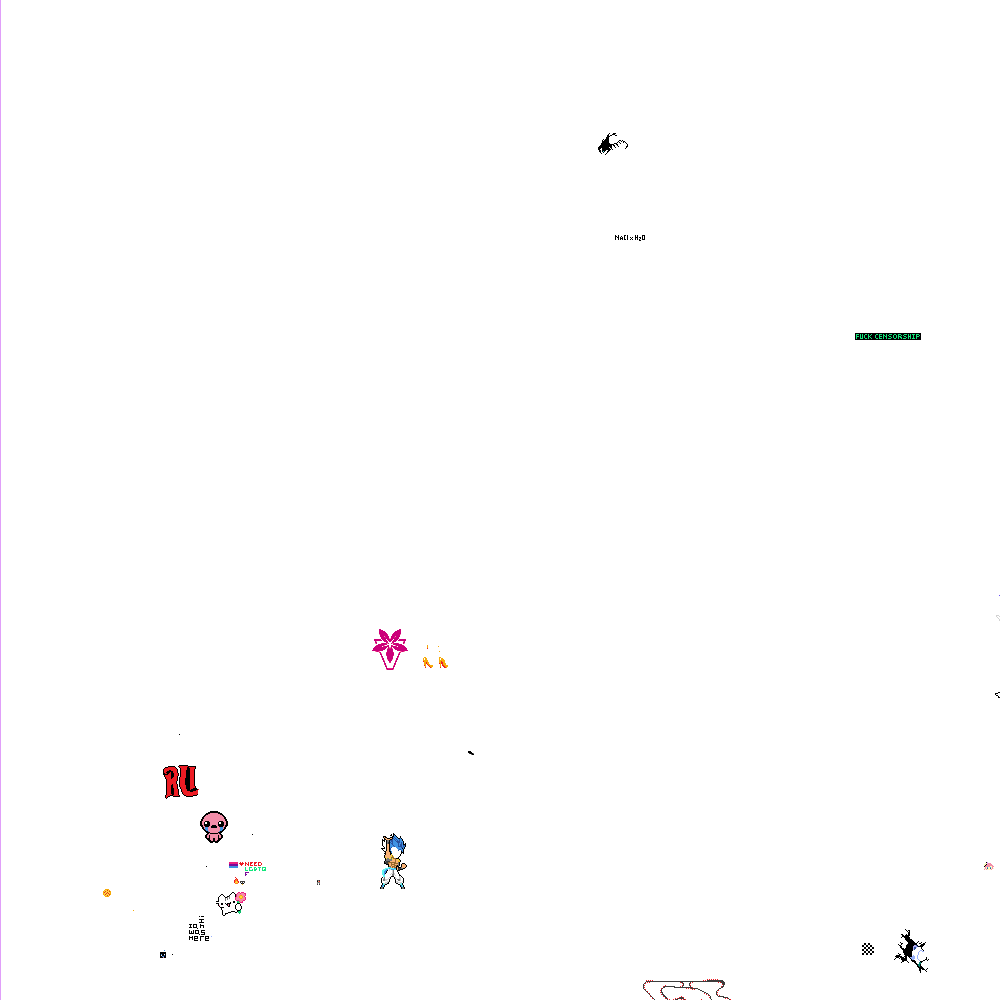 NaCl x H2O
FUCK CENSORSHIP
RU
NEED
LGBTQ
P
was
Here